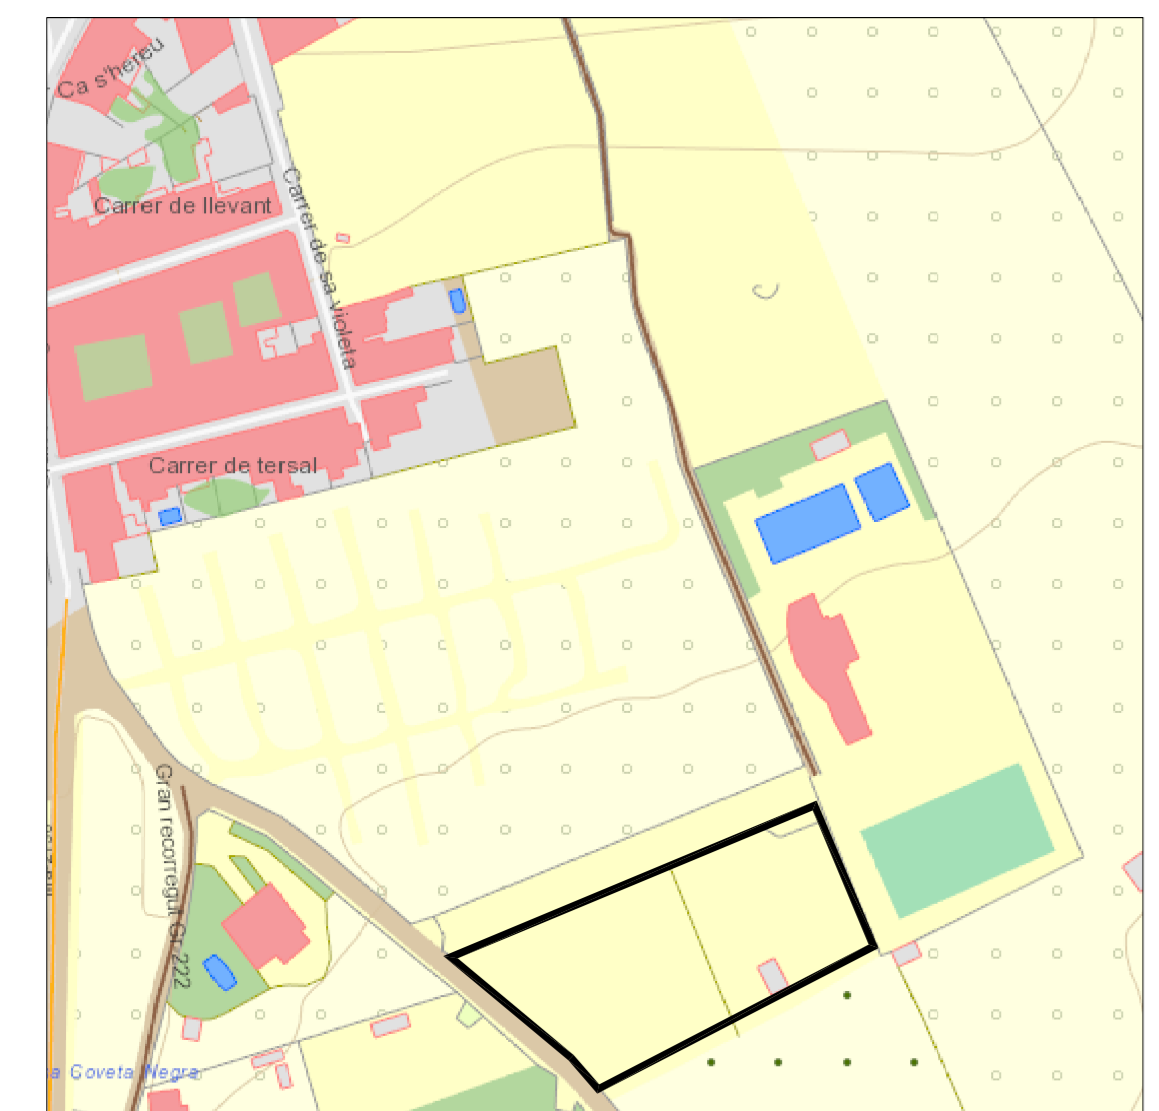 Ca s'hereu
Carrer de llevant
Carrer de sa violeta
Carrer de tersal
Gran recorregut Gr 222
a Coveta Negra